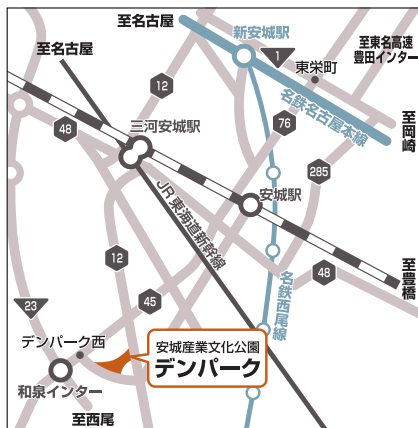 至名古屋
新安城駅
1
至東名高速
豊田インター
東栄町
12
名鉄名古屋本線
至岡崎
48
三河安城駅
76
285
JR東海道新幹線
安城駅
12
名鉄西尾線
48
至豊橋
23
45
デンパーク西
安城産業文化公園
デンパーク
和泉インター
至西尾